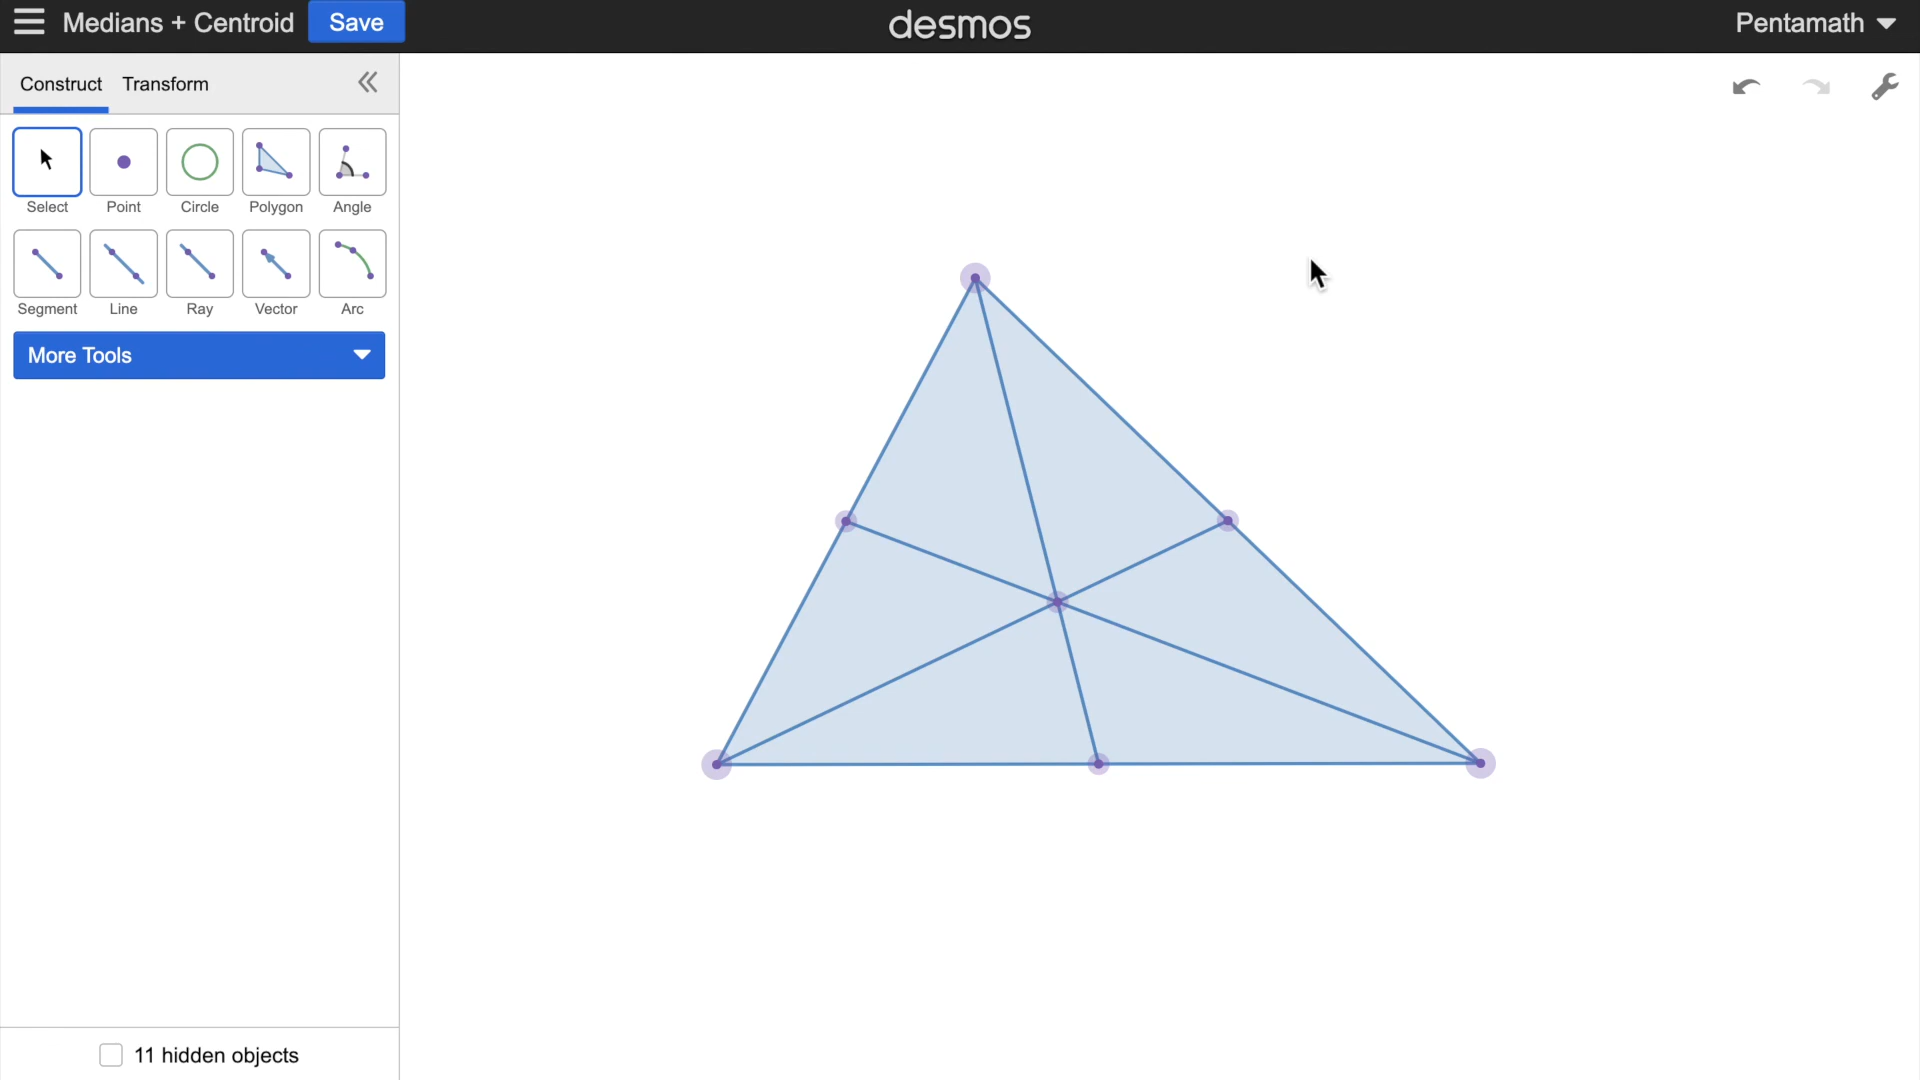 Medians + Centroid Save desmos Pentamath
Construct Transform
Select Point Circle Polygon Angle
Segment Line Ray Vector Arc
More Tools
11 hidden objects